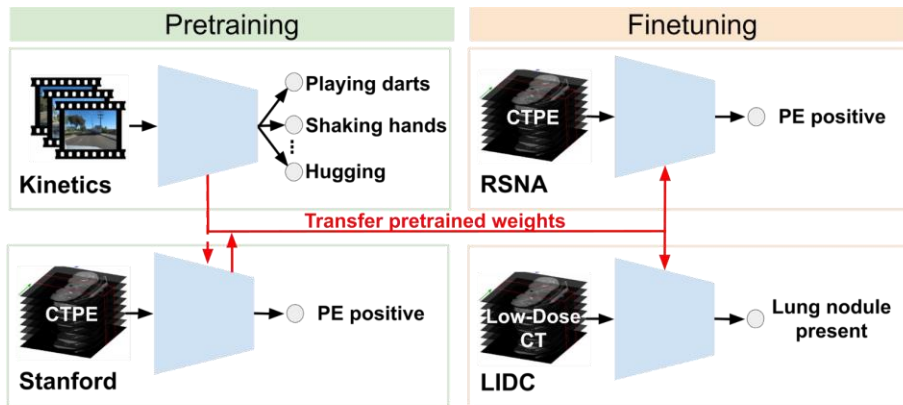 Pretraining
Finetuning
Playing darts
Shaking hands
Hugging
Kinetics
CTPE
PE positive
RSNA
Transfer pretrained weights
CTPE
PE positive
Stanford
Low-Dose
CT
Lung nodule
present
LIDC